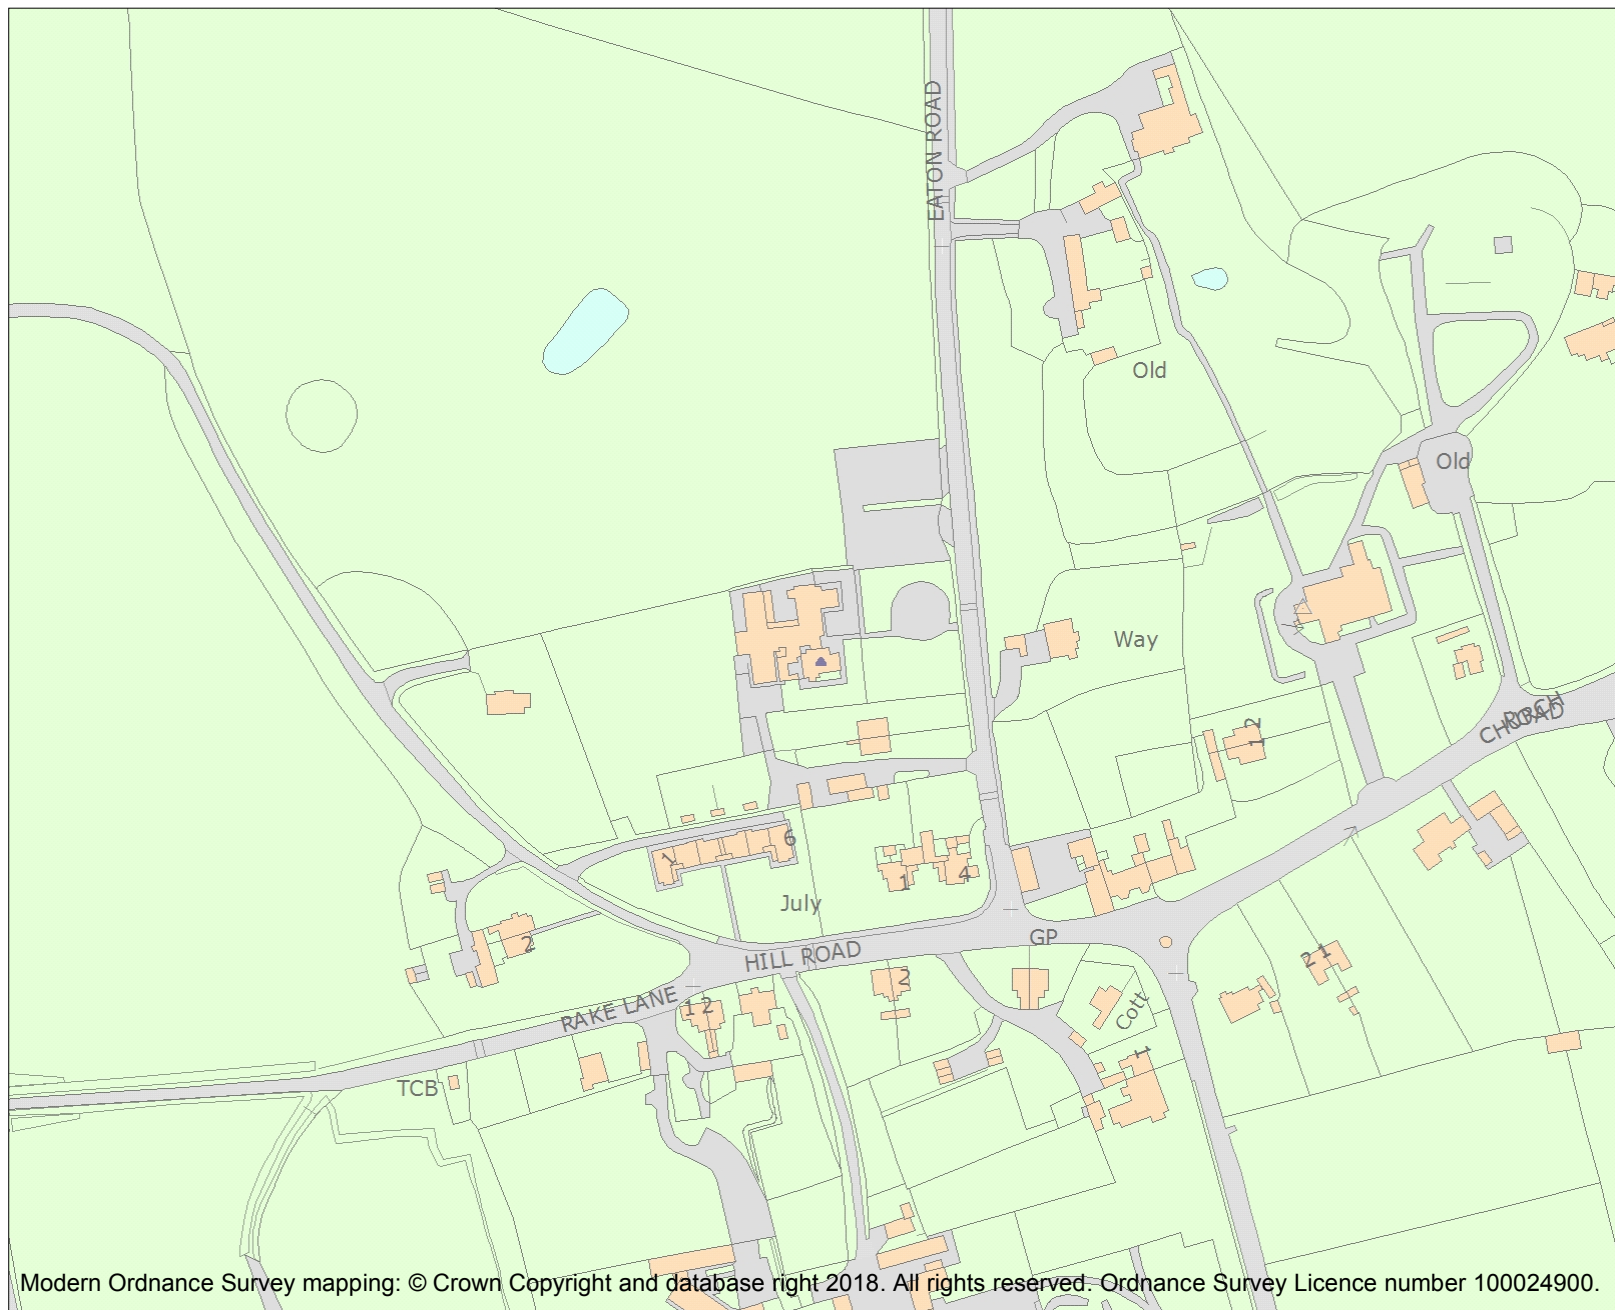 EATON ROAD
Old
Old
Way
1 2
CHURCH
ROAD
6
1
1
4
July
2
HILL ROAD
GP
2
2 1
RAKE LANE
1 2
Cott
1
TCB
Modern Ordnance Survey mapping: © Crown Copyright and database right 2018. All rights reserved. Ordnance Survey Licence number 100024900.